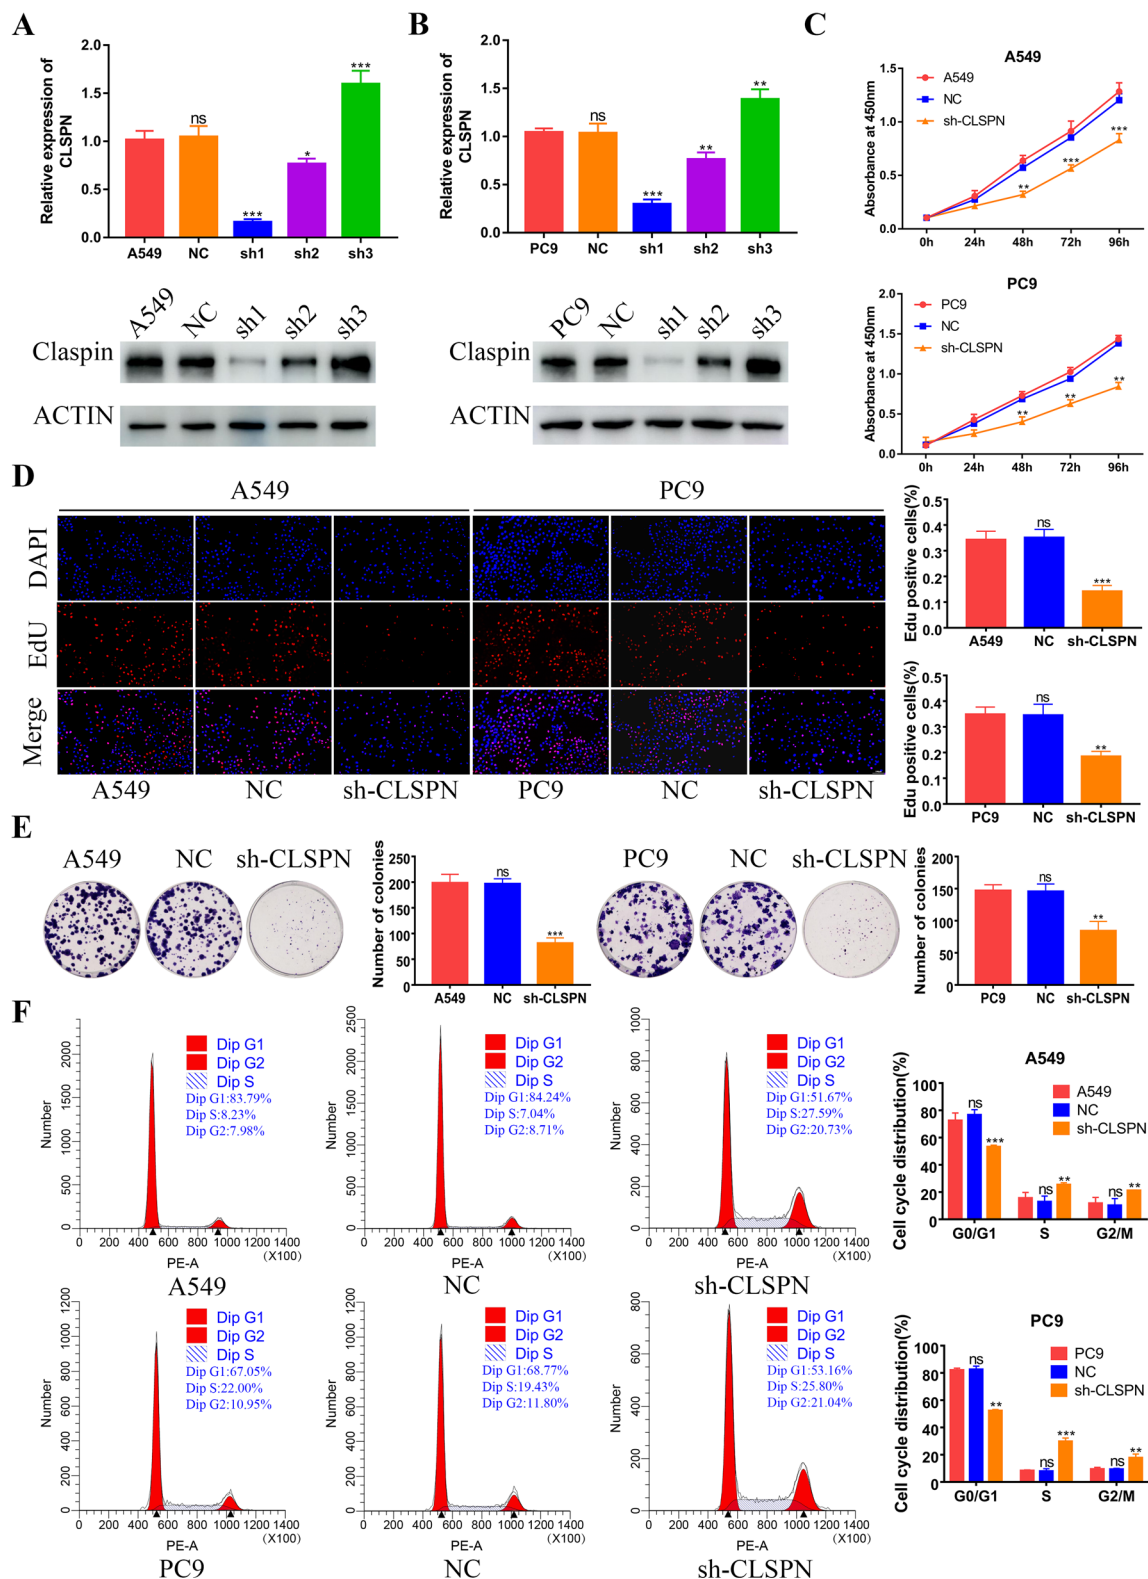 A
Relative expression of
CLSPN
2.0
1.5
1.0
0.5
0.0
ns
***
*
***
A549 NC sh1 sh2 sh3
A549 NC sh1 sh2 sh3
Claspin
ACTIN
B
Relative expression of
CLSPN
2.0
1.5
1.0
0.5
0.0
ns
***
**
**
PC9 NC sh1 sh2 sh3
PC9 NC sh1 sh2 sh3
Claspin
ACTIN
C
A549
Absorbance at 450nm
1.5
1.0
0.5
0.0
A549
NC
sh-CLSPN
**
***
***
0h 24h 48h 72h 96h
PC9
Absorbance at 450nm
2.0
1.5
1.0
0.5
0.0
PC9
NC
sh-CLSPN
**
**
**
0h 24h 48h 72h 96h
D
A549 PC9
DAPI
EdU
Merge
A549 NC sh-CLSPN PC9 NC sh-CLSPN
Edu positive cells(%)
0.5
0.4
0.3
0.2
0.1
0.0
ns
***
A549 NC sh-CLSPN
Edu positive cells(%)
0.5
0.4
0.3
0.2
0.1
0.0
ns
**
PC9 NC sh-CLSPN
E
A549 NC sh-CLSPN
Number of colonies
250
200
150
100
50
0
ns
***
A549 NC sh-CLSPN
PC9 NC sh-CLSPN
Number of colonies
200
150
100
50
0
ns
**
PC9 NC sh-CLSPN
F
Number
2000
1500
1000
500
0
Dip G1
Dip G2
Dip S
Dip G1:83.79%
Dip S:8.23%
Dip G2:7.98%
0 200 400 600 800 1000 1200 1400
(X100)
PE-A
A549
Number
2500
2000
1500
1000
500
0
Dip G1
Dip G2
Dip S
Dip G1:84.24%
Dip S:7.04%
Dip G2:8.71%
0 200 400 600 800 1000 1200 1400
(X100)
PE-A
NC
Number
1000
800
600
400
200
0
Dip G1
Dip G2
Dip S
Dip G1:51.67%
Dip S:27.59%
Dip G2:20.73%
0 200 400 600 800 1000 1200 1400
(X100)
PE-A
sh-CLSPN
A549
Cell cycle distribution(%)
100
80
60
40
20
0
A549
NC
sh-CLSPN
ns
***
ns
**
ns
**
G0/G1 S G2/M
Number
1200
1000
800
600
400
200
0
Dip G1
Dip G2
Dip S
Dip G1:67.05%
Dip S:22.00%
Dip G2:10.95%
0 200 400 600 800 1000 1200 1400
(X100)
PE-A
PC9
Number
1200
1000
800
600
400
200
0
Dip G1
Dip G2
Dip S
Dip G1:68.77%
Dip S:19.43%
Dip G2:11.80%
0 200 400 600 800 1000 1200 1400
(X100)
PE-A
NC
Number
800
600
400
200
0
Dip G1
Dip G2
Dip S
Dip G1:53.16%
Dip S:25.80%
Dip G2:21.04%
0 200 400 600 800 1000 1200 1400
(X100)
PE-A
sh-CLSPN
PC9
Cell cycle distribution(%)
100
80
60
40
20
0
PC9
NC
sh-CLSPN
ns
**
ns
***
ns
**
G0/G1 S G2/M